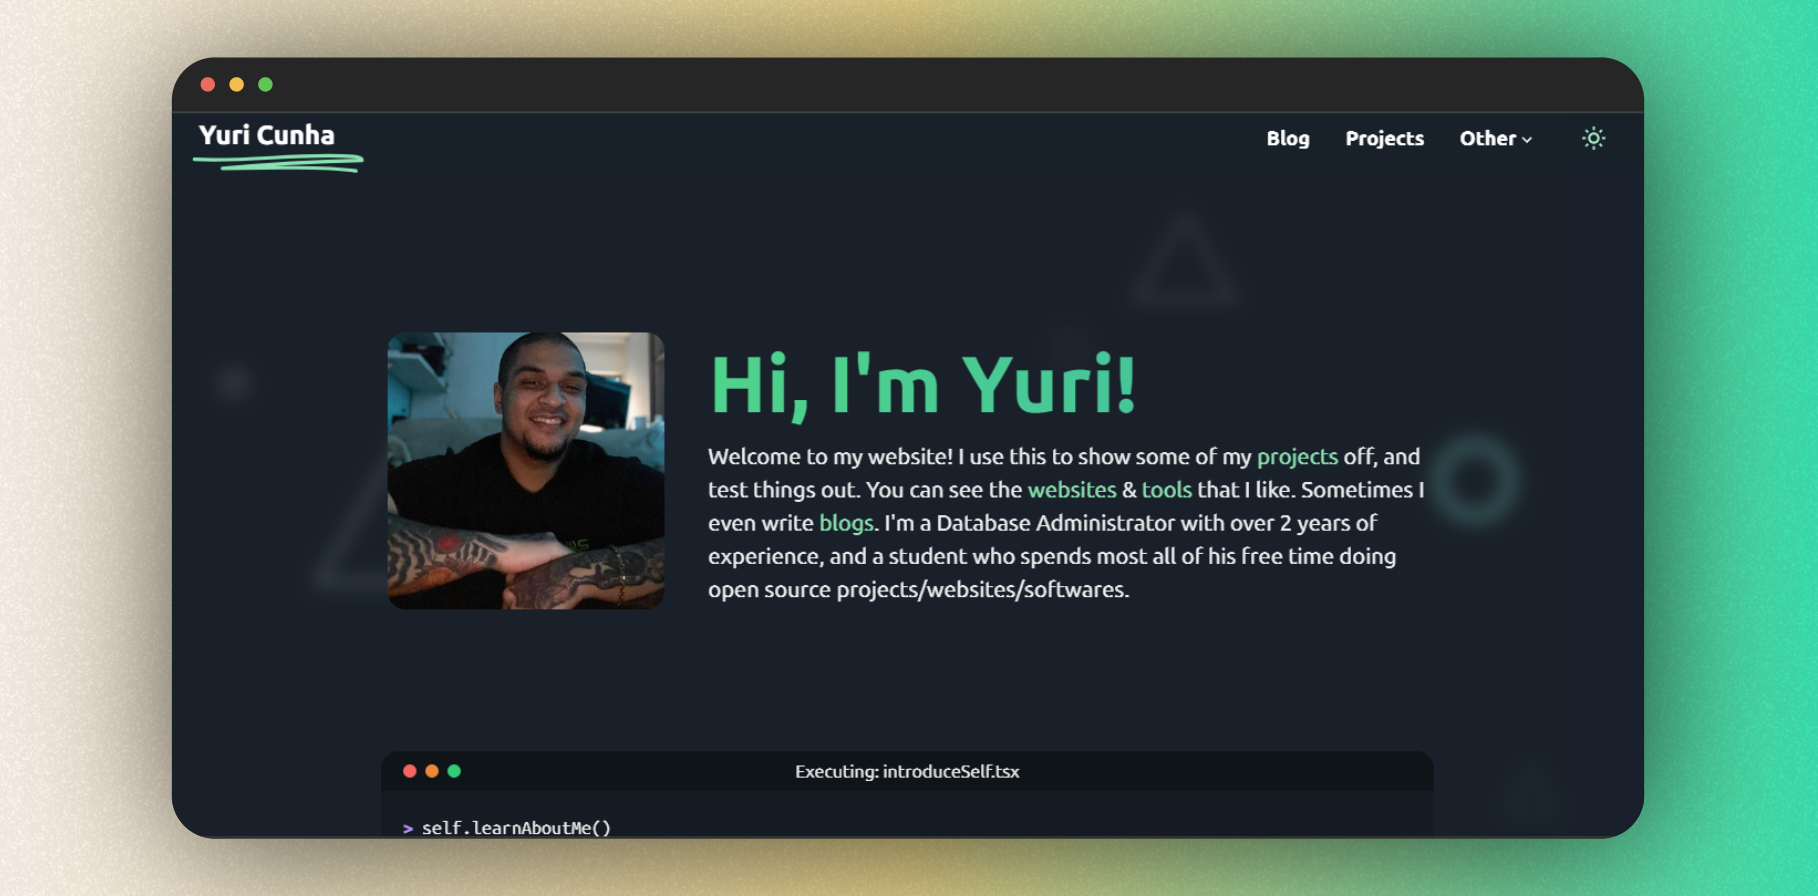 Yuri Cunha
Blog Projects Other
Hi, I'm Yuri!
Welcome to my website! I use this to show some of my projects off, and
test things out. You can see the websites & tools that I like. Sometimes I
even write blogs. I'm a Database Administrator with over 2 years of
experience, and a student who spends most all of his free time doing
open source projects/websites/softwares.
Executing: introduceSelf.tsx
> self.learnAboutMe()